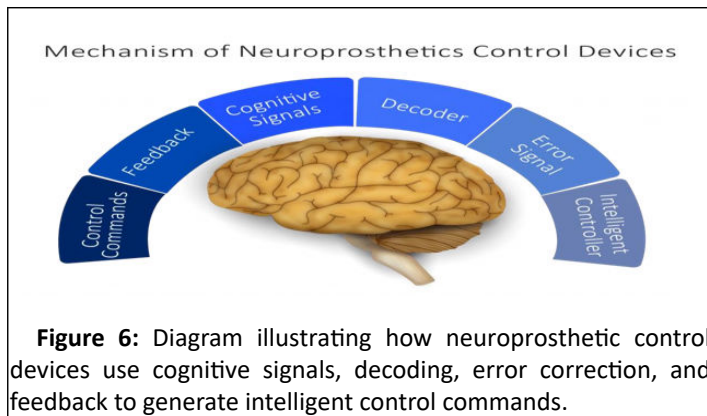 Mechanism of Neuroprosthetics Control Devices
Control
Commands
Feedback
Cognitive
Signals
Decoder
Error
Signal
Intelligent
Controller
Figure 6: Diagram illustrating how neuroprosthetic control
devices use cognitive signals, decoding, error correction, and
feedback to generate intelligent control commands.